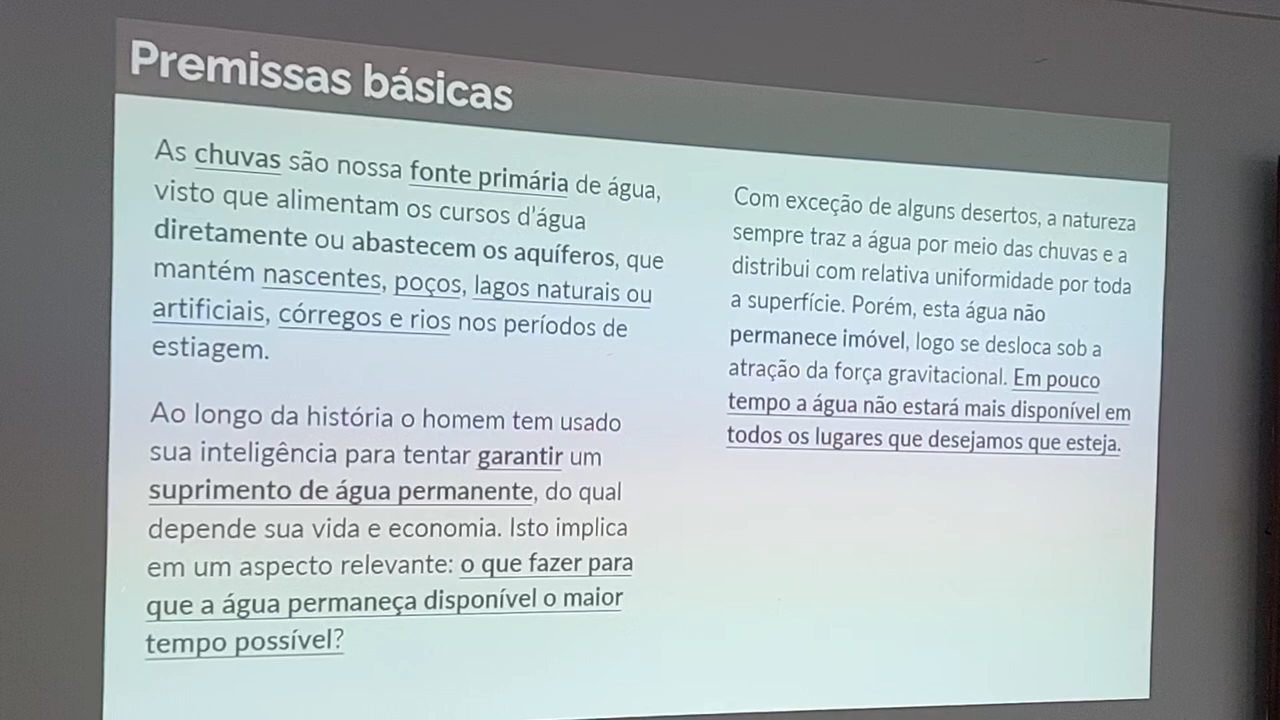 Premissas básicas
As chuvas são nossa fonte primária de água,
visto que alimentam os cursos d'água
diretamente ou abastecem os aquíferos, que
mantém nascentes, poços, lagos naturais ou
artificiais, córregos e rios nos períodos de
estiagem.
Ao longo da história o homem tem usado
sua inteligência para tentar garantir um
suprimento de água permanente, do qual
depende sua vida e economia. Isto implica
em um aspecto relevante: o que fazer para
que a água permaneça disponível o maior
tempo possível?
Com exceção de alguns desertos, a natureza
sempre traz a água por meio das chuvas e a
distribui com relativa uniformidade por toda
a superfície. Porém, esta água não
permanece imóvel, logo se desloca sob a
atração da força gravitacional. Em pouco
tempo a água não estará mais disponível em
todos os lugares que desejamos que esteja.